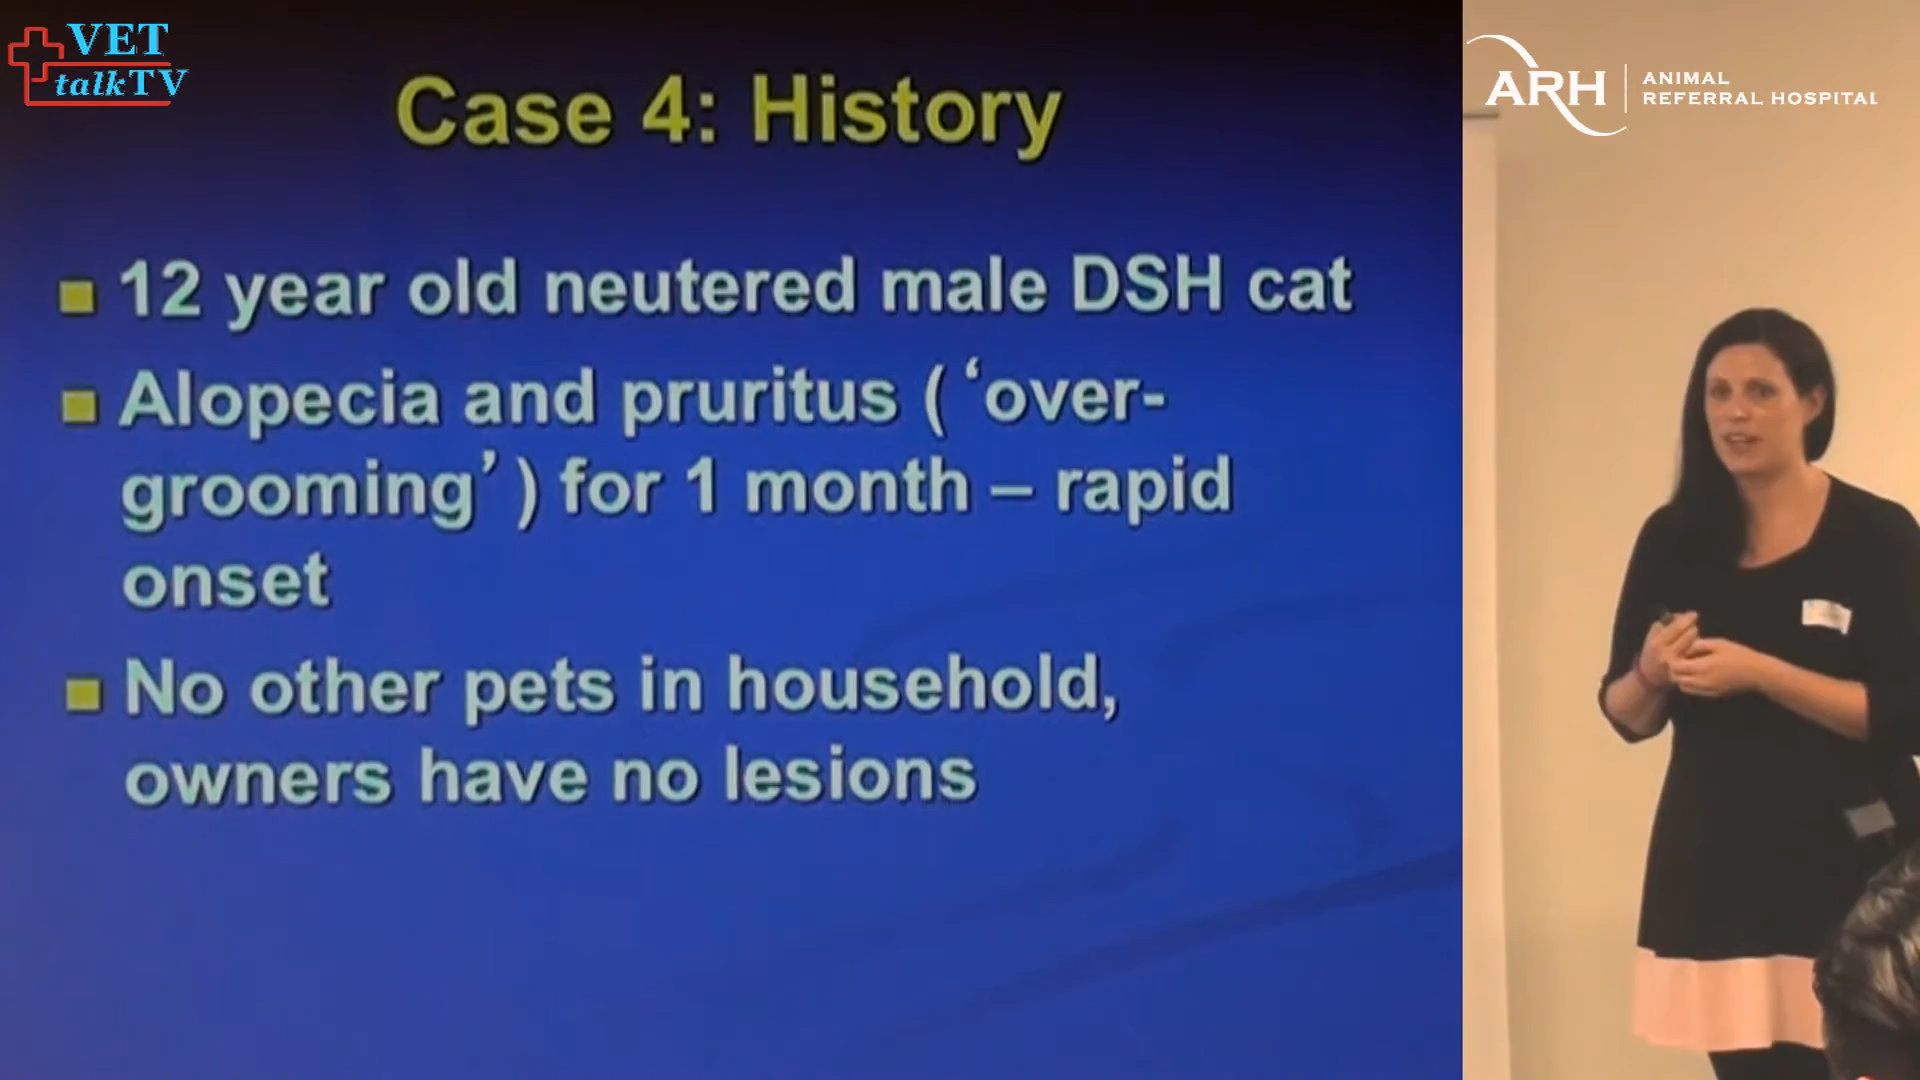 VET
talkTV
Case 4: History
12 year old neutered male DSH cat
Alopecia and pruritus ( ‘over-
grooming’ ) for 1 month – rapid
onset
No other pets in household,
owners have no lesions
ARH
ANIMAL
REFERRAL HOSPITAL